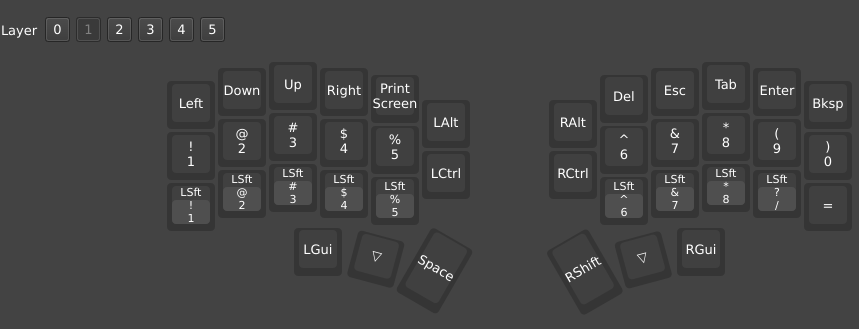 Layer 0 1 2 3 4 5
Left Down Up Right Print Screen LAlt RAlt Del Esc Tab Enter Bksp
! 1 @ 2 # 3 $ 4 % 5 LCtrl RCtrl ^ 6 & 7 * 8 ( 9 ) 0
LSft ! 1 LSft @ 2 LSft # 3 LSft $ 4 LSft % 5 LSft ^ 6 LSft & 7 LSft * 8 LSft ? / =
LGui ▽ Space RShift ▽ RGui